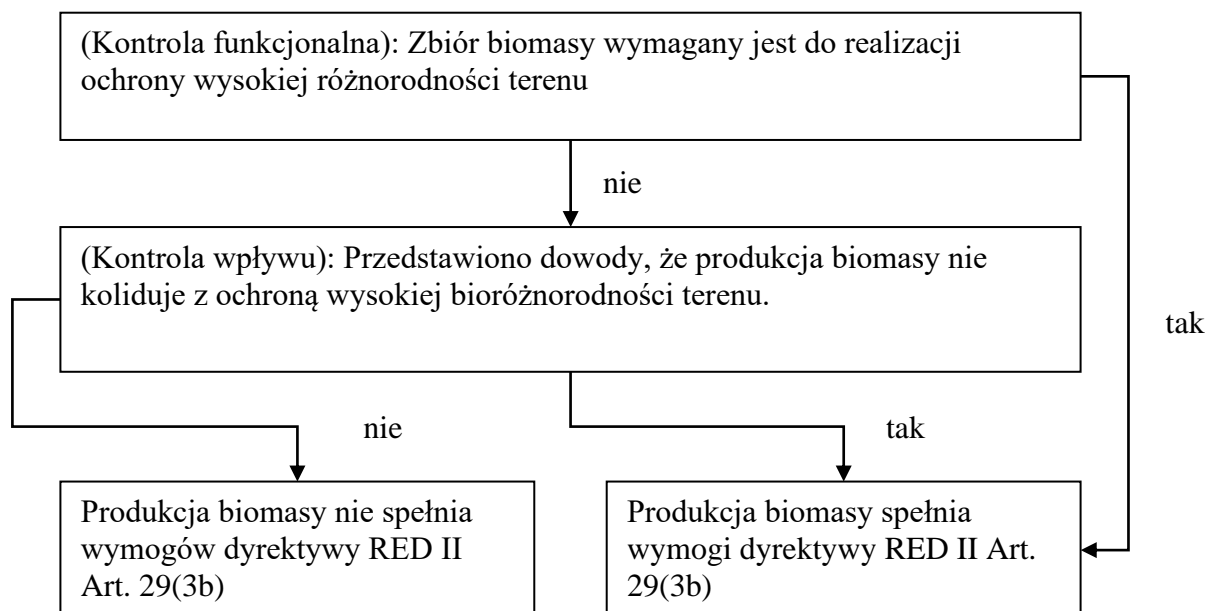 (Kontrola funkcjonalna): Zbiór biomasy wymagany jest do realizacji
ochrony wysokiej różnorodności terenu
nie
(Kontrola wpływu): Przedstawiono dowody, że produkcja biomasy nie
koliduje z ochroną wysokiej bioróżnorodności terenu.
tak
nie
tak
Produkcja biomasy nie spełnia
wymogów dyrektywy RED II
Art. 29(3b)
Produkcja biomasy spełnia
wymogi dyrektywy RED II Art.
29(3b)